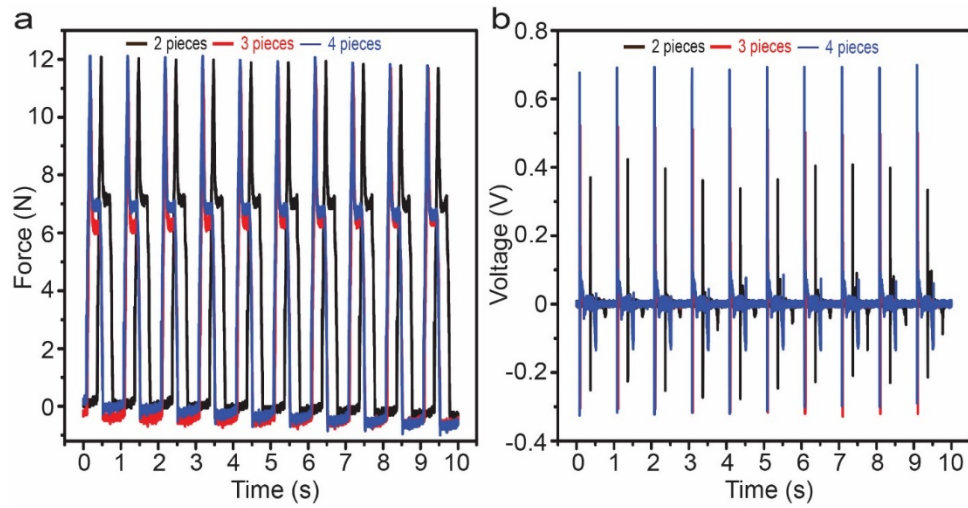 a
2 pieces 3 pieces 4 pieces
12
10
8
6
4
2
0
Force (N)
0 1 2 3 4 5 6 7 8 9 10
Time (s)
b
2 pieces 3 pieces 4 pieces
0.8
0.6
0.4
0.2
0
-0.2
-0.4
Voltage (V)
0 1 2 3 4 5 6 7 8 9 10
Time (s)